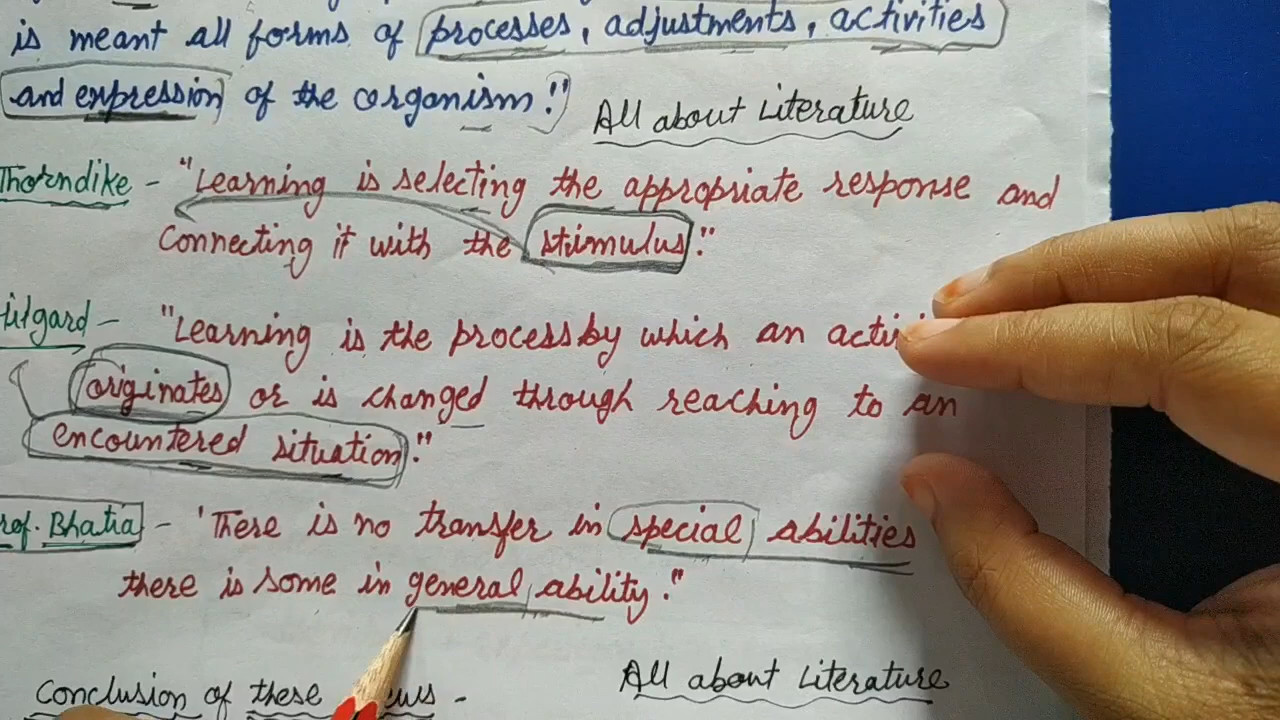 is meant all forms of processes, adjustments, activities
and expression of the organism."
All about Literature
Thorndike - "Learning is selecting the appropriate response and
Connecting it with the stimulus."
Hilgard - "Learning is the process by which an activi
originates or is changed through reaching to an
encountered situation."
rof. Bhatia - 'There is no transfer in special abilities
there is some in general ability."
All about Literature
Conclusion of these ews -